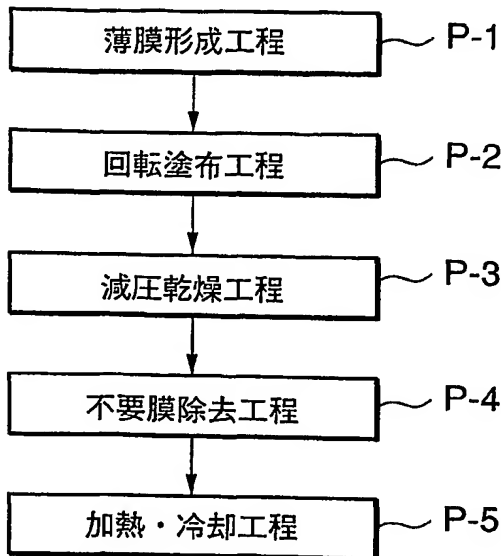 薄膜形成工程 P-1
回転塗布工程 P-2
減圧乾燥工程 P-3
不要膜除去工程 P-4
加熱・冷却工程 P-5